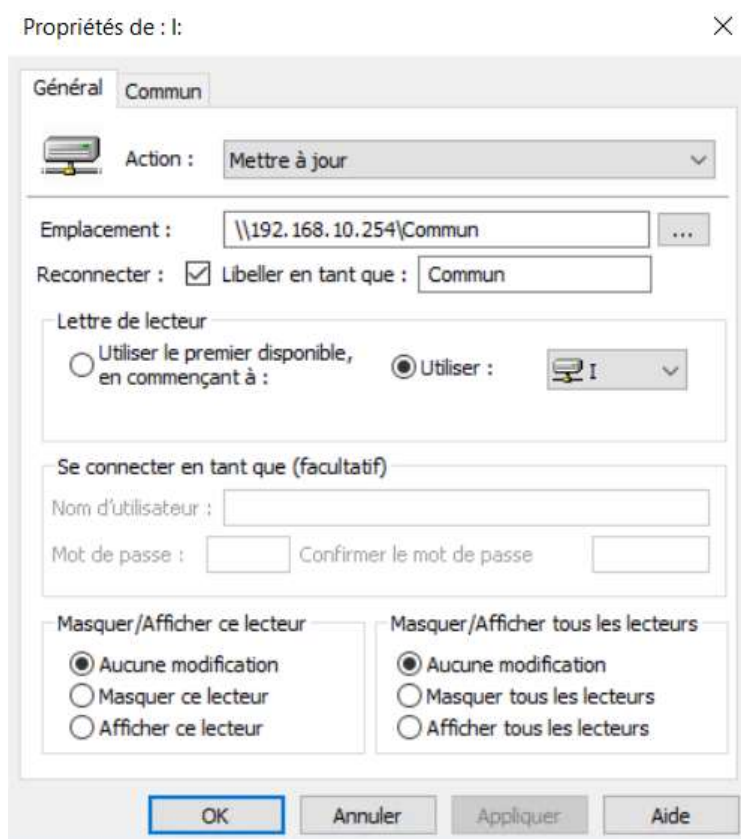 Propriétés de : I:
Général Commun
Action : Mettre à jour
Emplacement : \\192.168.10.254\Commun ...
Reconnecter : Libeller en tant que : Commun
Lettre de lecteur
Utiliser le premier disponible,
en commençant à :
Utiliser : I
Se connecter en tant que (facultatif)
Nom d'utilisateur :
Mot de passe : Confirmer le mot de passe
Masquer/Afficher ce lecteur
Aucune modification
Masquer ce lecteur
Afficher ce lecteur
Masquer/Afficher tous les lecteurs
Aucune modification
Masquer tous les lecteurs
Afficher tous les lecteurs
OK Annuler Appliquer Aide